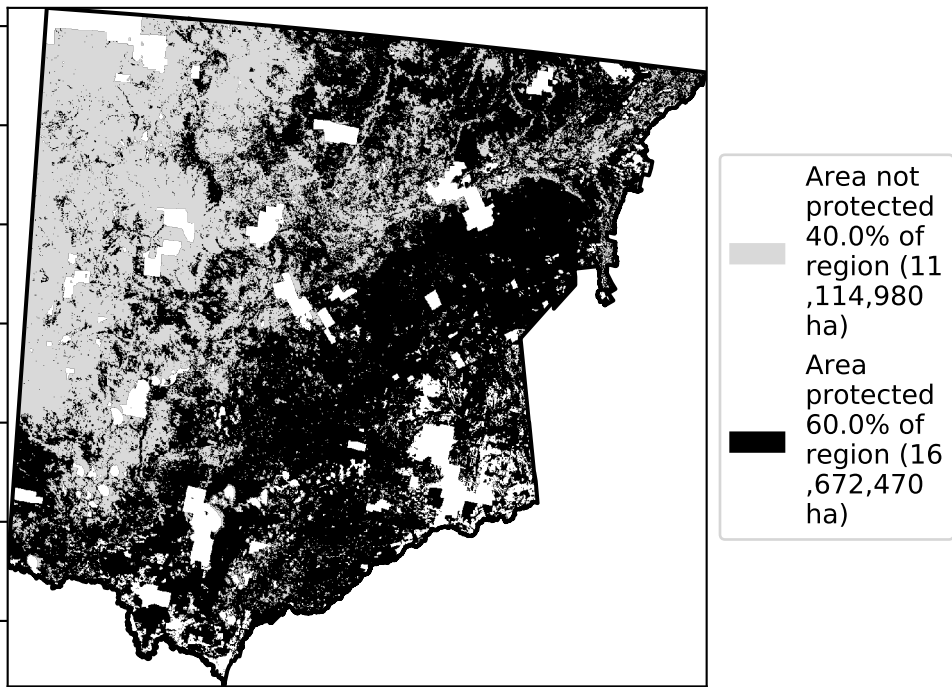 Area not
protected
40.0% of
region (11
,114,980
ha)
Area
protected
60.0% of
region (16
,672,470
ha)